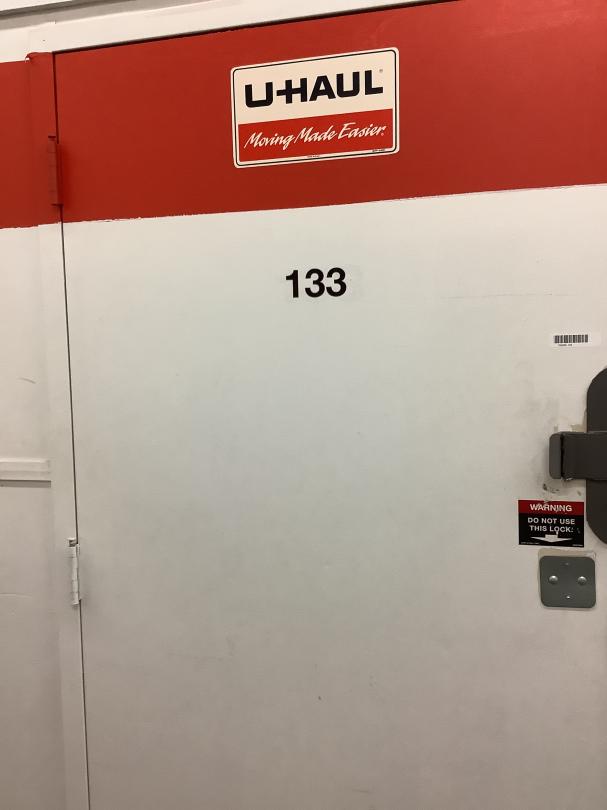 U-HAUL®
Moving Made Easier®
133
WARNING
DO NOT USE
THIS LOCK!